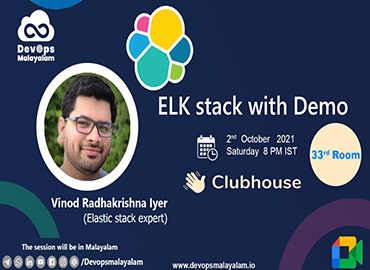 DevOps
Malayalam
ELK stack with Demo
2nd October 2021
Saturday 8 PM IST
33rd Room
Clubhouse
Vinod Radhakrishna Iyer
(Elastic stack expert)
The session will be in Malayalam
/Devopsmalayalam
www.devopsmalayalam.io